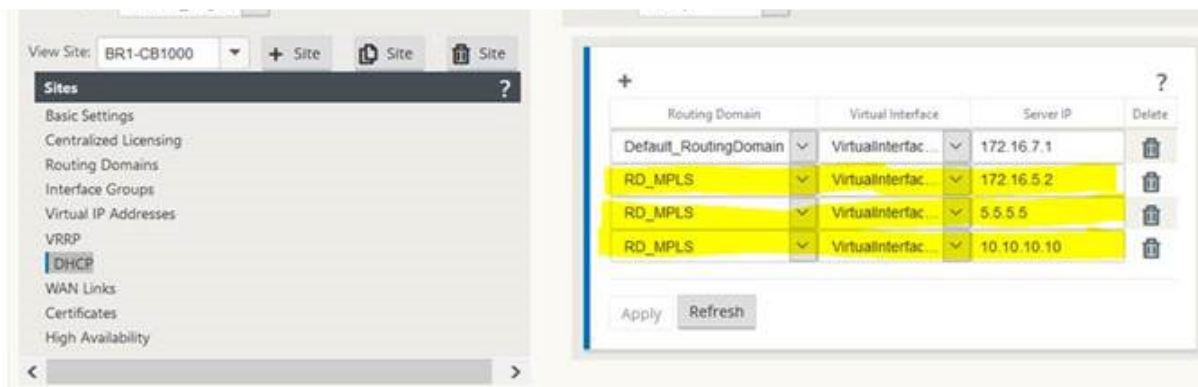 View Site: BR1-CB1000 + Site Site Site
Sites ?
Basic Settings
Centralized Licensing
Routing Domains
Interface Groups
Virtual IP Addresses
VRRP
DHCP
WAN Links
Certificates
High Availability
+ ?
Routing Domain Virtual Interface Server IP Delete
Default_RoutingDomain VirtualInterfac... 172.16.7.1
RD_MPLS VirtualInterfac... 172.16.5.2
RD_MPLS VirtualInterfac... 5.5.5.5
RD_MPLS VirtualInterfac... 10.10.10.10
Apply Refresh